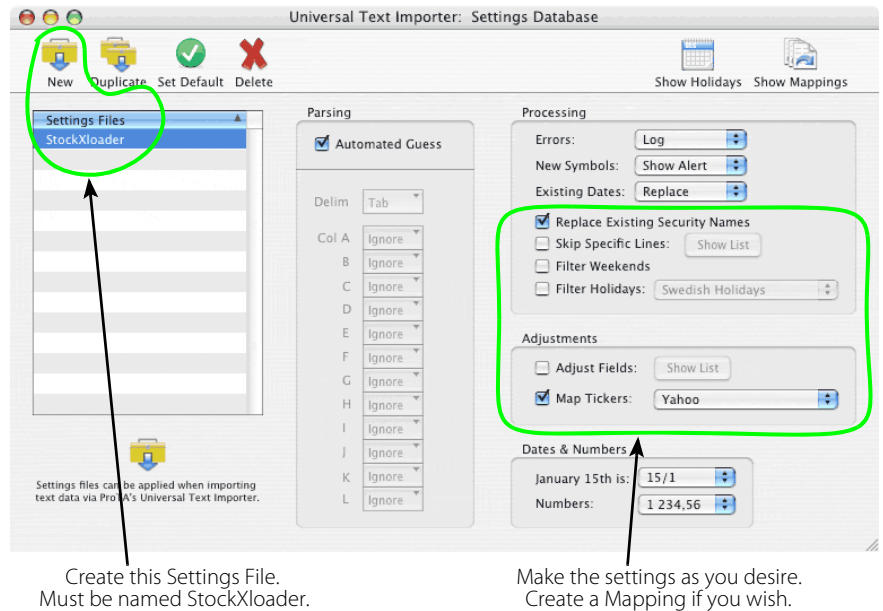 Universal Text Importer: Settings Database
New Duplicate Set Default Delete
Show Holidays Show Mappings
Settings Files
StockXloader
Settings files can be applied when importing
text data via ProTA's Universal Text Importer.
Parsing
Automated Guess
Delim Tab
Col A Ignore
B Ignore
C Ignore
D Ignore
E Ignore
F Ignore
G Ignore
H Ignore
I Ignore
J Ignore
K Ignore
L Ignore
Processing
Errors: Log
New Symbols: Show Alert
Existing Dates: Replace
Replace Existing Security Names
Skip Specific Lines: Show List
Filter Weekends
Filter Holidays: Swedish Holidays
Adjustments
Adjust Fields: Show List
Map Tickers: Yahoo
Dates & Numbers
January 15th is: 15/1
Numbers: 1 234,56
Create this Settings File.
Must be named StockXloader.
Make the settings as you desire.
Create a Mapping if you wish.